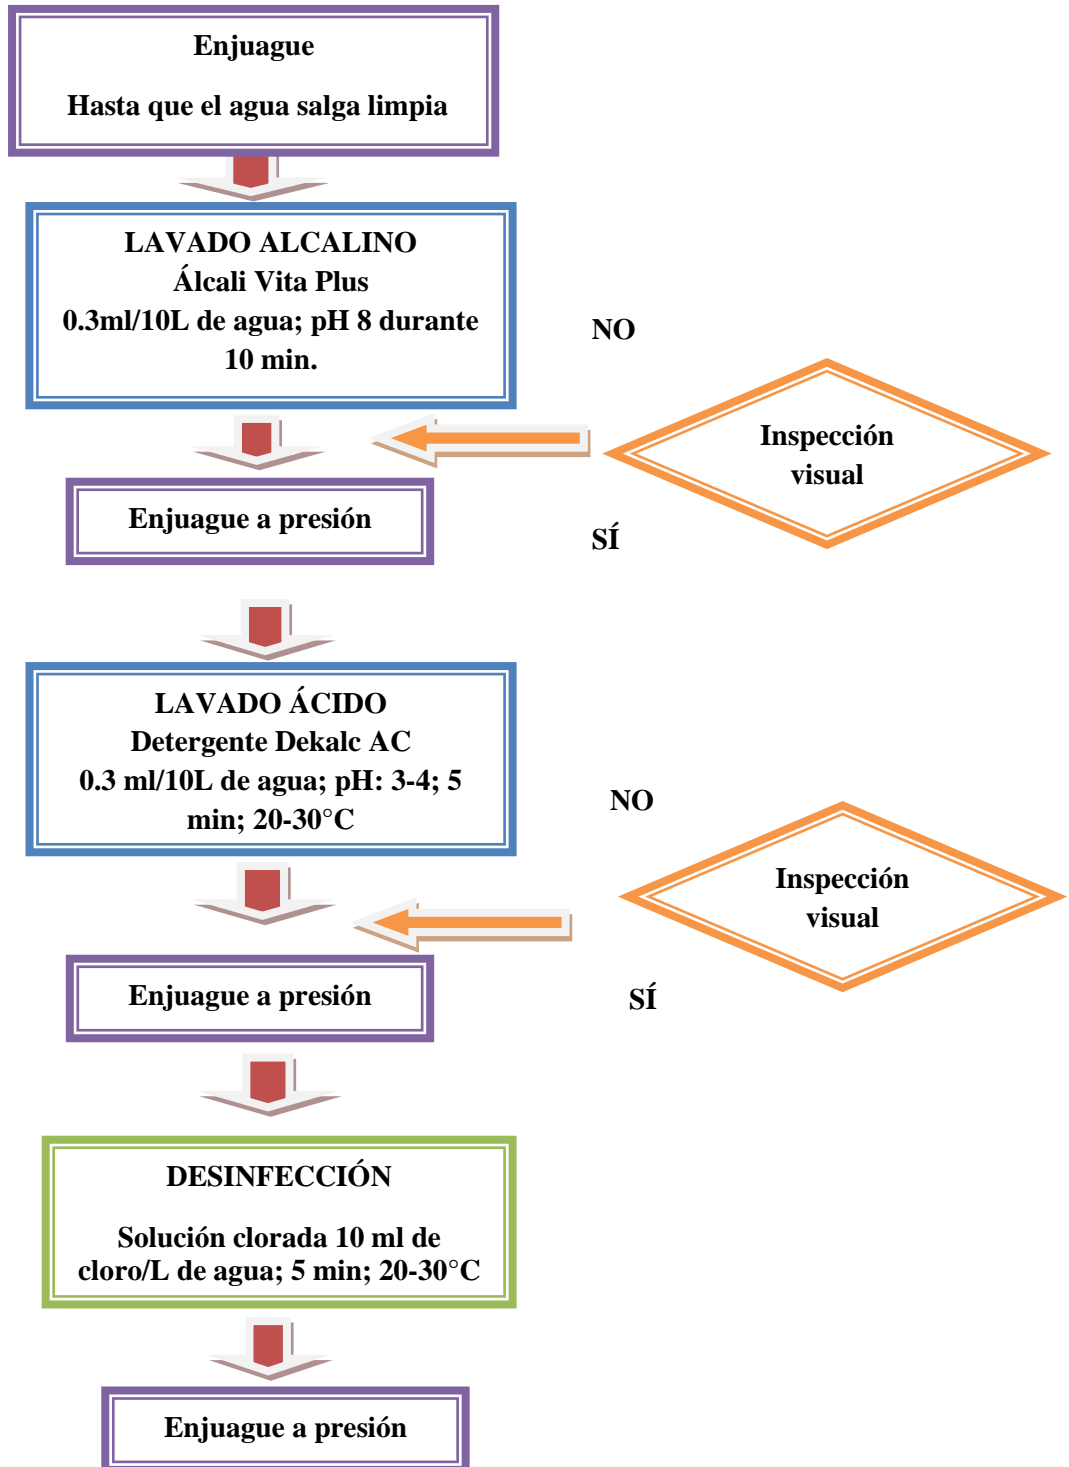 Enjuague
Hasta que el agua salga limpia
LAVADO ALCALINO
Álcali Vita Plus
0.3ml/10L de agua; pH 8 durante
10 min.
NO
Inspección
visual
Enjuague a presión
SÍ
LAVADO ÁCIDO
Detergente Dekalc AC
0.3 ml/10L de agua; pH: 3-4; 5
min; 20-30°C
NO
Inspección
visual
Enjuague a presión
SÍ
DESINFECCIÓN
Solución clorada 10 ml de
cloro/L de agua; 5 min; 20-30°C
Enjuague a presión